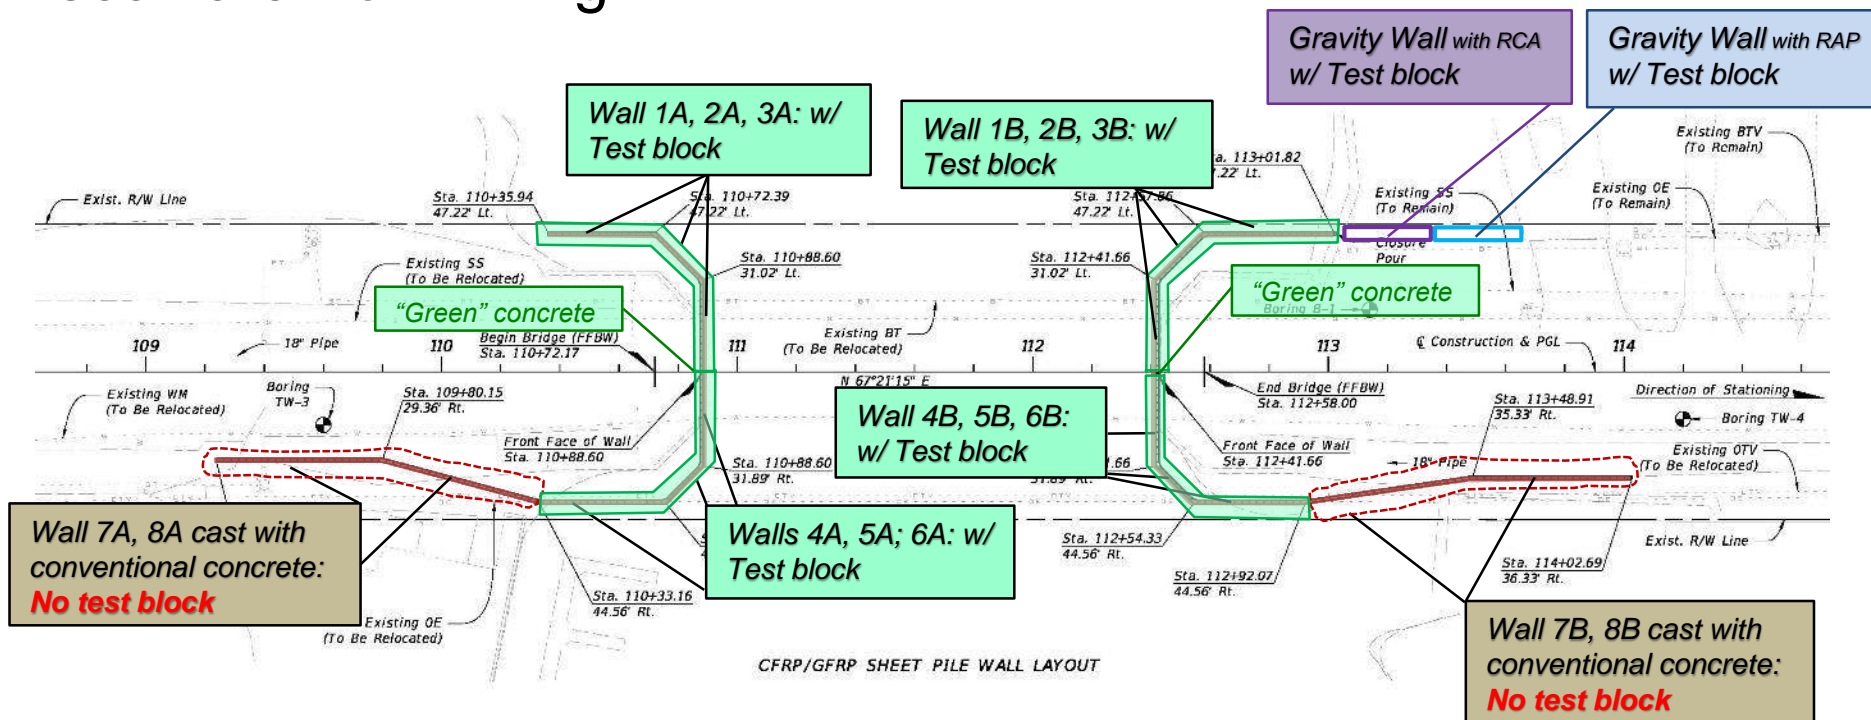 Gravity Wall with RCA
w/ Test block
Gravity Wall with RAP
w/ Test block
Wall 1A, 2A, 3A: w/
Test block
Wall 1B, 2B, 3B: w/
Test block
Existing BTV
(To Remain)
a. 113+01.82
.22' Lt.
Exist. R/W Line
Sta. 110+35.94
47.22' Lt.
Sta. 110+72.39
47.22' Lt.
Sta. 112+57.86
47.22' Lt.
Existing SS
(To Remain)
Existing OE
(To Remain)
Closure
Pour
Existing SS
(To Be Relocated)
Sta. 110+88.60
31.02' Lt.
Sta. 112+41.66
31.02' Lt.
"Green" concrete
"Green" concrete
Boring B-1
Existing BT
(To Be Relocated)
Begin Bridge (FFBW)
Sta. 110+72.17
18" Pipe
109
110
111
112
113
114
℄ Construction & PGL
N 67°21'15" E
Existing WM
(To Be Relocated)
Boring
TW-3
Sta. 109+80.15
29.36' Rt.
End Bridge (FFBW)
Sta. 112+58.00
Sta. 113+48.91
35.33' Rt.
Direction of Stationing
Boring TW-4
Wall 4B, 5B, 6B:
w/ Test block
Front Face of Wall
Sta. 110+88.60
Front Face of Wall
Sta. 112+41.66
Sta. 110+88.60
31.89' Rt.
.66
31.89' Rt.
18" Pipe
Existing OTV
(To Be Relocated)
Wall 7A, 8A cast with
conventional concrete:
No test block
Walls 4A, 5A; 6A: w/
Test block
Sta. 112+54.33
44.56' Rt.
Sta. 112+92.07
44.56' Rt.
Sta. 114+02.69
36.33' Rt.
Exist. R/W Line
Sta. 110+33.16
44.56' Rt.
Existing OE
(To Be Relocated)
Wall 7B, 8B cast with
conventional concrete:
No test block
CFRP/GFRP SHEET PILE WALL LAYOUT